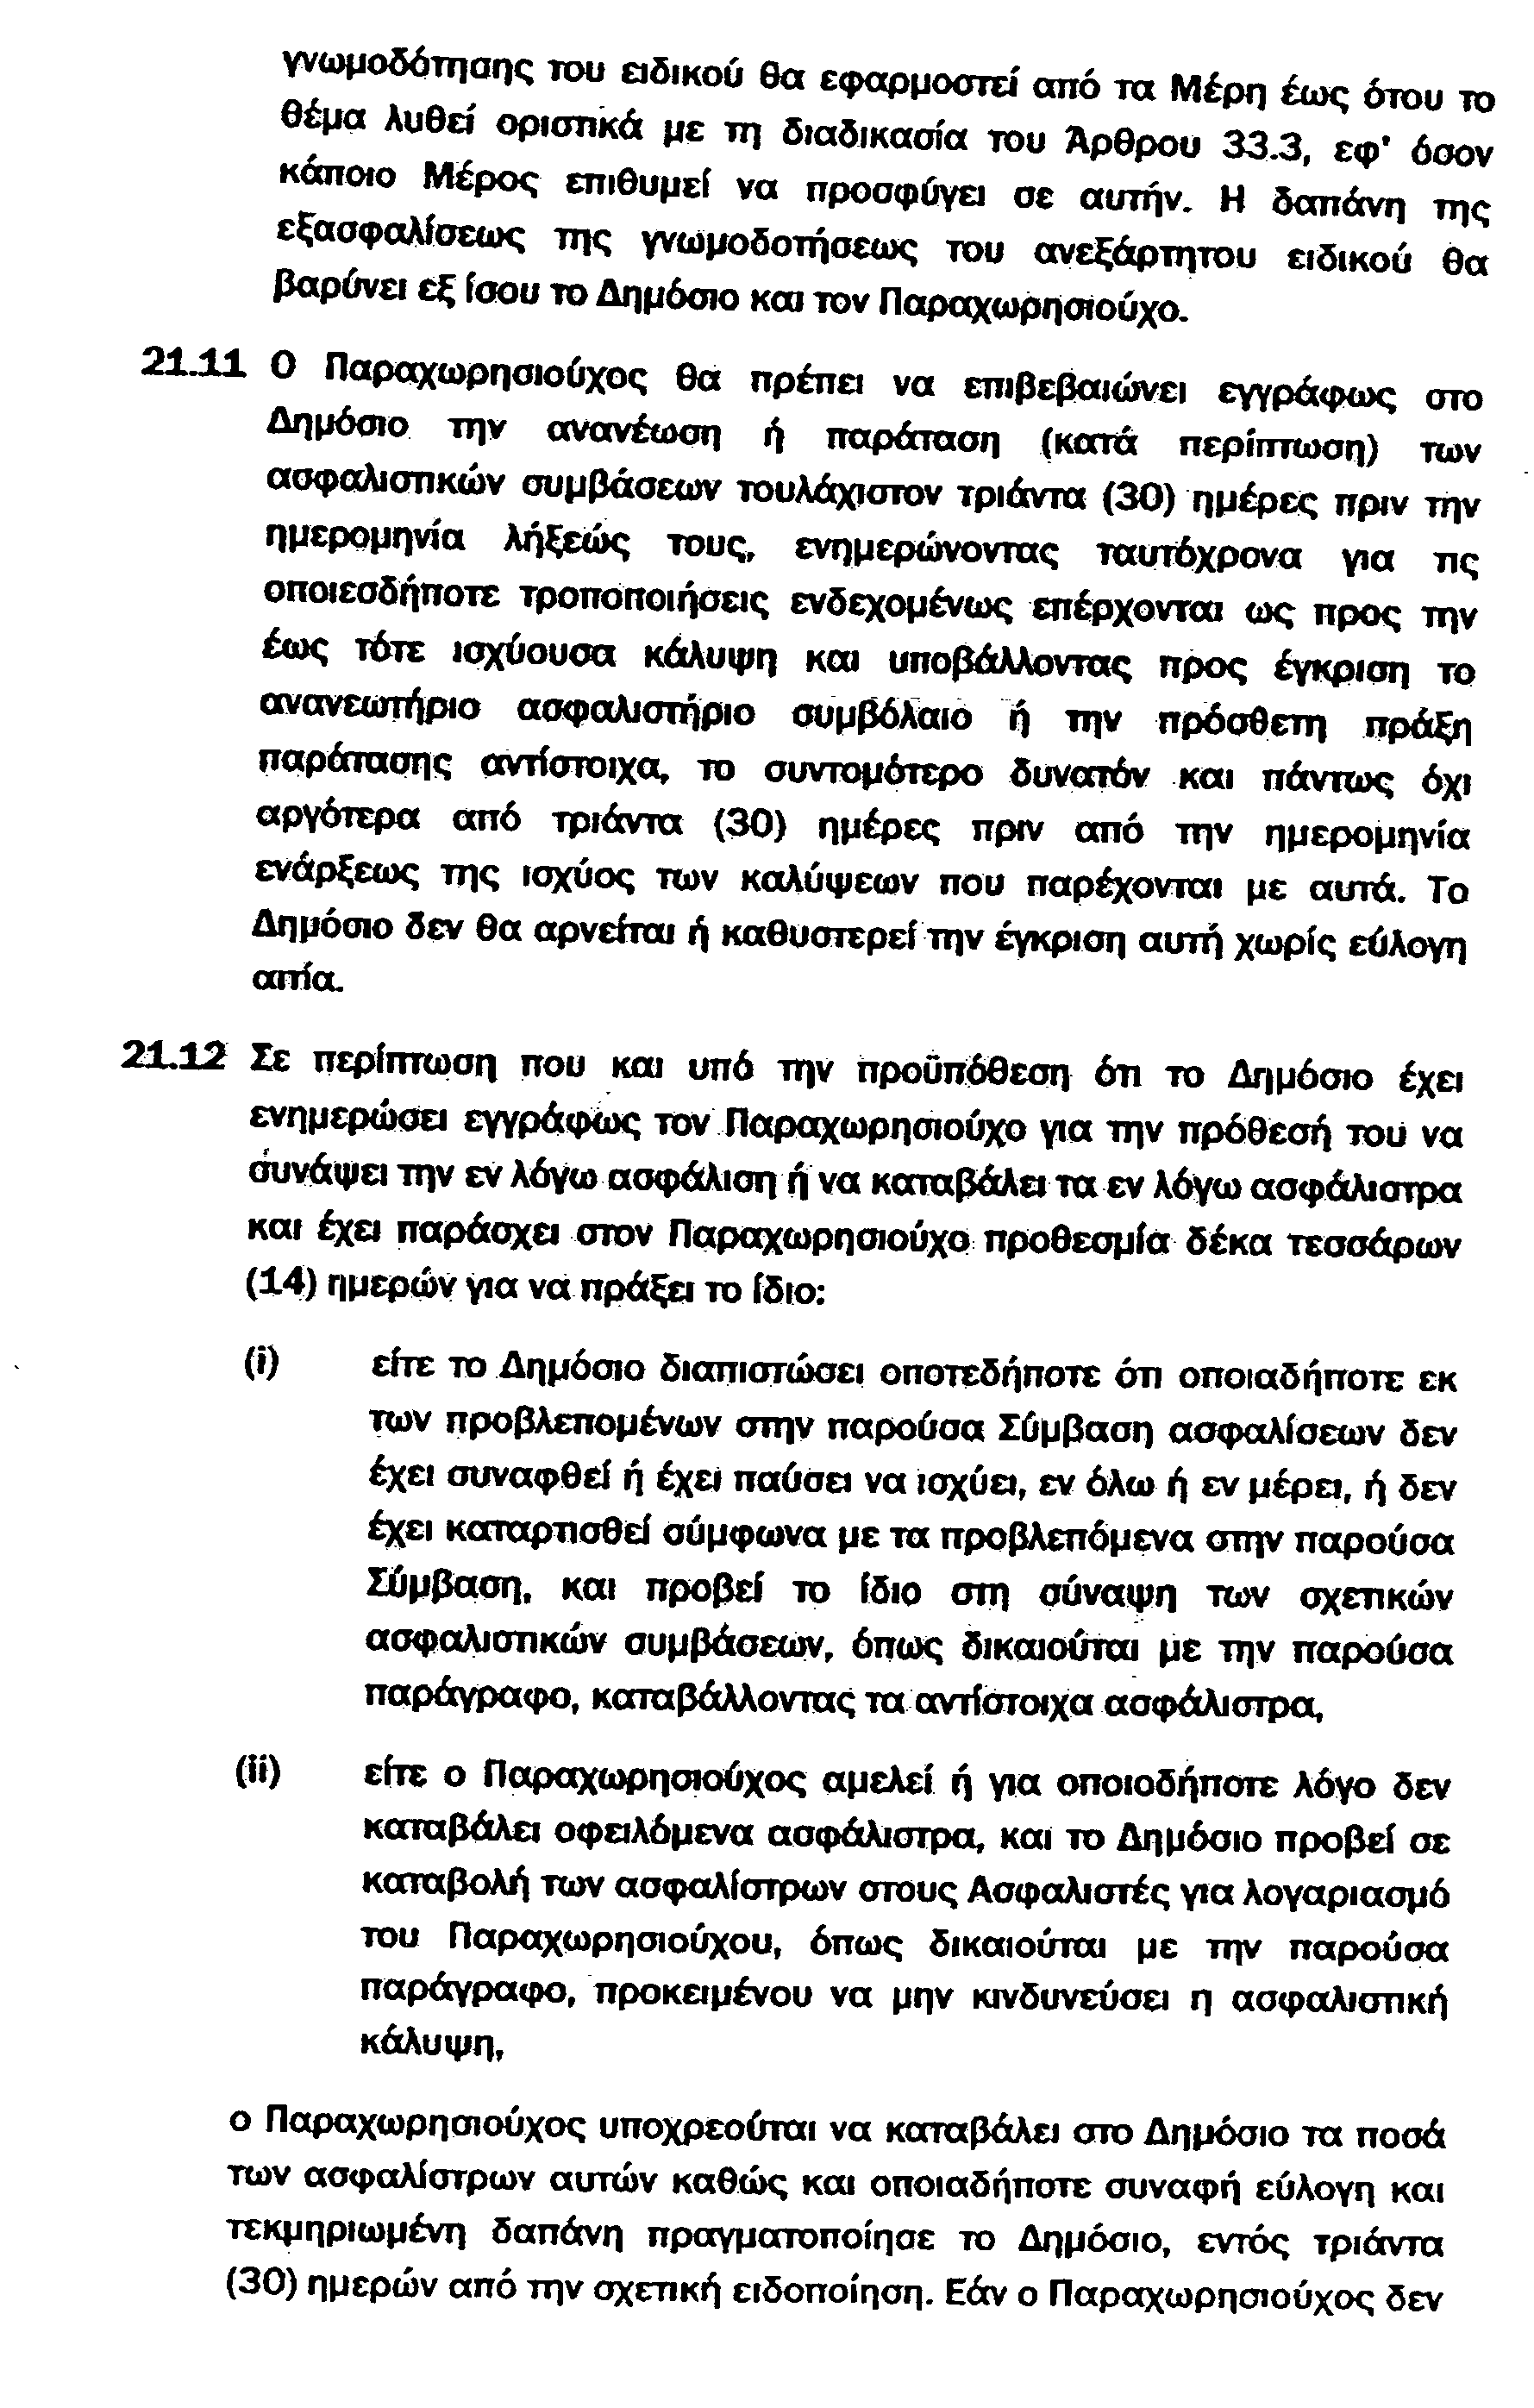 γνωμοδότησης του ειδικού θα εφαρμοστεί από τα Μέρη έως ότου το
θέμα λυθεί οριστικά με τη διαδικασία του Άρθρου 33.3, εφ' όσον
κάποιο Μέρος επιθυμεί να προσφύγει σε αυτήν. Η δαπάνη της
εξασφαλίσεως της γνωμοδοτήσεως του ανεξάρτητου ειδικού θα
βαρύνει εξ ίσου το Δημόσιο και τον Παραχωρησιούχο.
21.11 Ο Παραχωρησιούχος θα πρέπει να επιβεβαιώνει εγγράφως στο
Δημόσιο την ανανέωση ή παράταση (κατά περίπτωση) των
ασφαλιστικών συμβάσεων τουλάχιστον τριάντα (30) ημέρες πριν την
ημερομηνία λήξεώς τους, ενημερώνοντας ταυτόχρονα για τις
οποιεσδήποτε τροποποιήσεις ενδεχομένως επέρχονται ως προς την
έως τότε ισχύουσα κάλυψη και υποβάλλοντας προς έγκριση το
ανανεωτήριο ασφαλιστήριο συμβόλαιο ή την πρόσθετη πράξη
παράτασης αντίστοιχα, το συντομότερο δυνατόν και πάντως όχι
αργότερα από τριάντα (30) ημέρες πριν από την ημερομηνία
ενάρξεως της ισχύος των καλύψεων που παρέχονται με αυτά. Το
Δημόσιο δεν θα αρνείται ή καθυστερεί την έγκριση αυτή χωρίς εύλογη
αιτία.
21.12 Σε περίπτωση που και υπό την προϋπόθεση ότι το Δημόσιο έχει
ενημερώσει εγγράφως τον Παραχωρησιούχο για την πρόθεσή του να
συνάψει την εν λόγω ασφάλιση ή να καταβάλει τα εν λόγω ασφάλιστρα
και έχει παράσχει στον Παραχωρησιούχο προθεσμία δέκα τεσσάρων
(14) ημερών για να πράξει το ίδιο:
(i) είτε το Δημόσιο διαπιστώσει οποτεδήποτε ότι οποιαδήποτε εκ
των προβλεπομένων στην παρούσα Σύμβαση ασφαλίσεων δεν
έχει συναφθεί ή έχει παύσει να ισχύει, εν όλω ή εν μέρει, ή δεν
έχει καταρτισθεί σύμφωνα με τα προβλεπόμενα στην παρούσα
Σύμβαση, και προβεί το ίδιο στη σύναψη των σχετικών
ασφαλιστικών συμβάσεων, όπως δικαιούται με την παρούσα
παράγραφο, καταβάλλοντας τα αντίστοιχα ασφάλιστρα,
(ii) είτε ο Παραχωρησιούχος αμελεί ή για οποιοδήποτε λόγο δεν
καταβάλει οφειλόμενα ασφάλιστρα, και το Δημόσιο προβεί σε
καταβολή των ασφαλίστρων στους Ασφαλιστές για λογαριασμό
του Παραχωρησιούχου, όπως δικαιούται με την παρούσα
παράγραφο, προκειμένου να μην κινδυνεύσει η ασφαλιστική
κάλυψη,
ο Παραχωρησιούχος υποχρεούται να καταβάλει στο Δημόσιο τα ποσά
των ασφαλίστρων αυτών καθώς και οποιαδήποτε συναφή εύλογη και
τεκμηριωμένη δαπάνη πραγματοποίησε το Δημόσιο, εντός τριάντα
(30) ημερών από την σχετική ειδοποίηση. Εάν ο Παραχωρησιούχος δεν